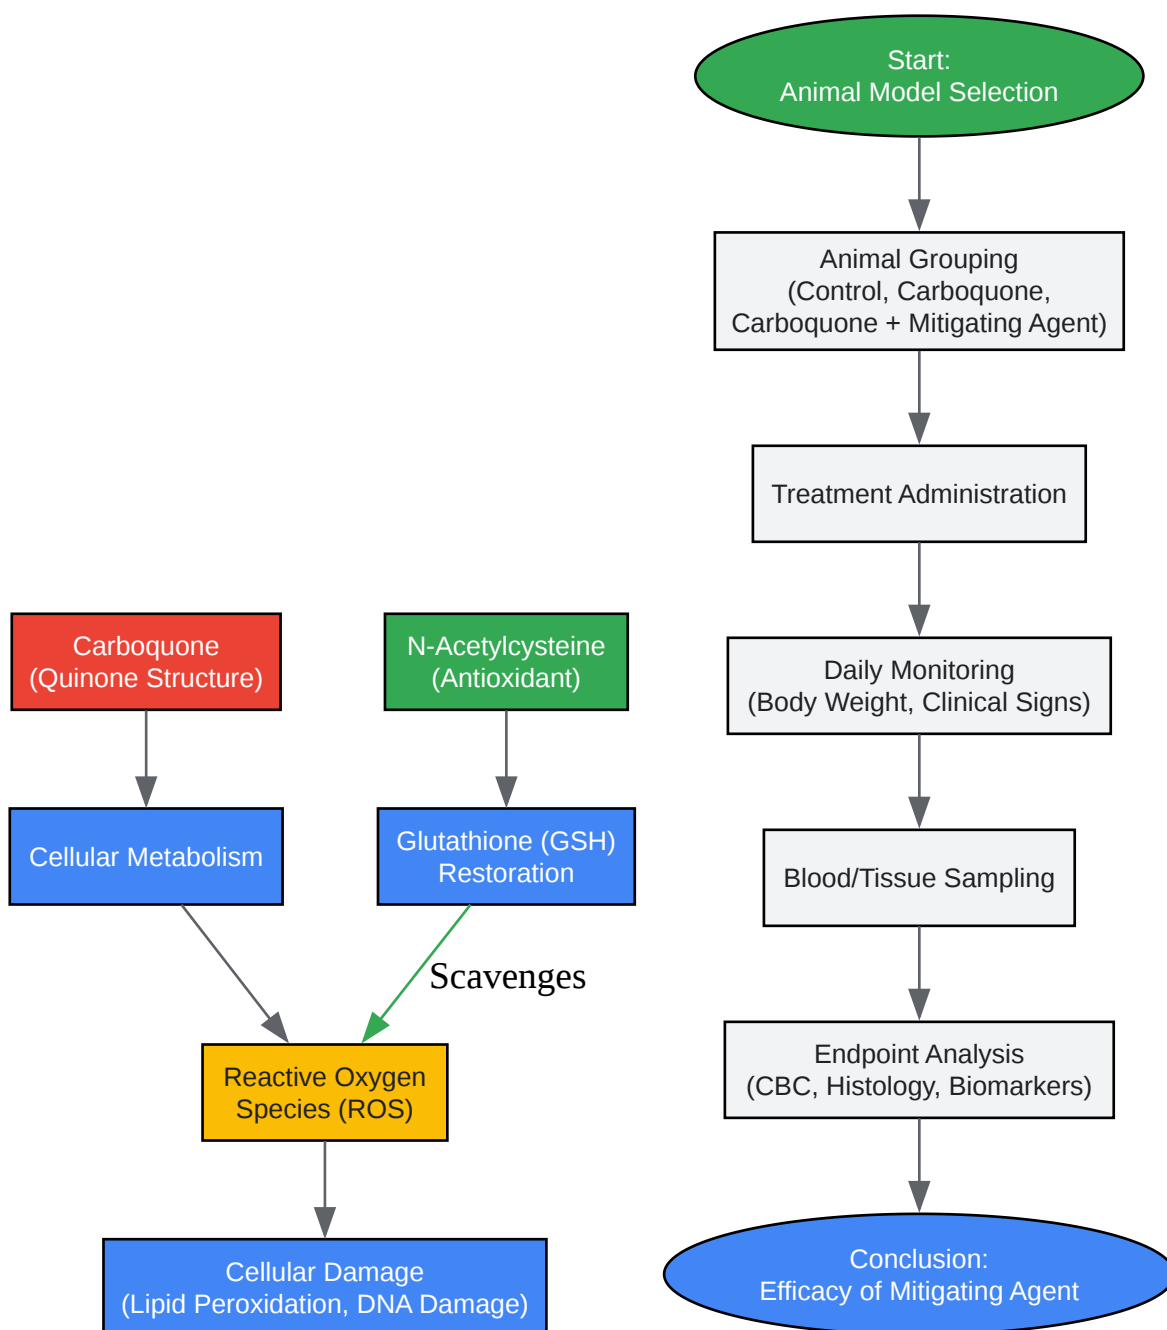 Start:
Animal Model Selection
Animal Grouping
(Control, Carboquone,
Carboquone + Mitigating Agent)
Treatment Administration
Daily Monitoring
(Body Weight, Clinical Signs)
Blood/Tissue Sampling
Endpoint Analysis
(CBC, Histology, Biomarkers)
Conclusion:
Efficacy of Mitigating Agent
Carboquone
(Quinone Structure)
Cellular Metabolism
N-Acetylcysteine
(Antioxidant)
Glutathione (GSH)
Restoration
Scavenges
Reactive Oxygen
Species (ROS)
Cellular Damage
(Lipid Peroxidation, DNA Damage)